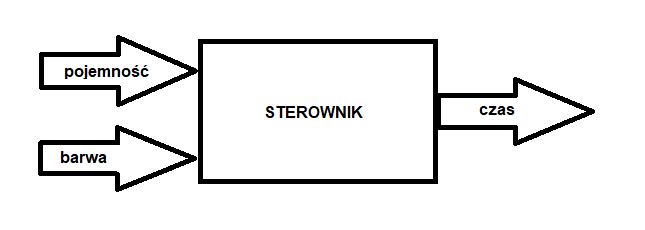 pojemność
barwa
STEROWNIK
czas